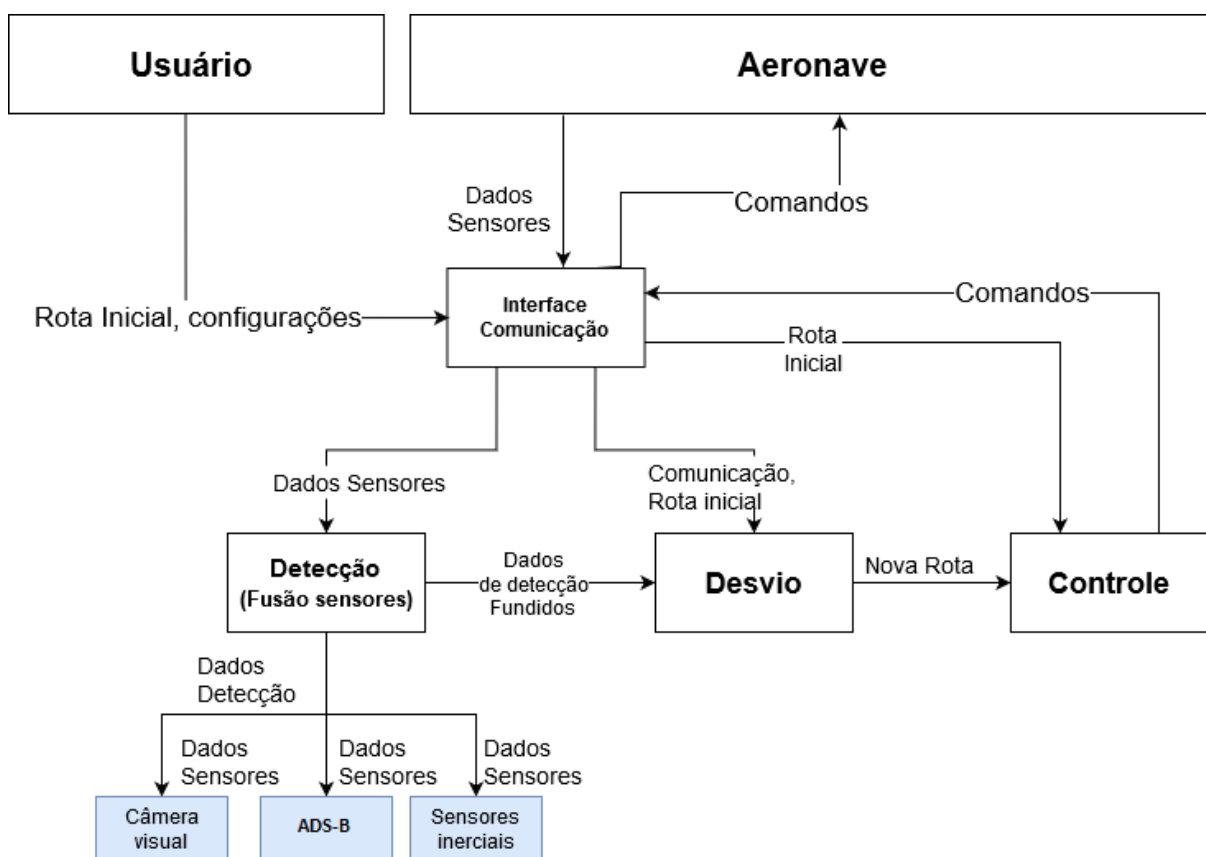 Usuário
Aeronave
Dados
Sensores
Comandos
Rota Inicial, configurações
Interface
Comunicação
Comandos
Rota
Inicial
Dados Sensores
Comunicação,
Rota inicial
Detecção
(Fusão sensores)
Dados
de detecção
Fundidos
Desvio
Nova Rota
Controle
Dados
Detecção
Dados
Sensores
Dados
Sensores
Dados
Sensores
Câmera
visual
ADS-B
Sensores
inerciais